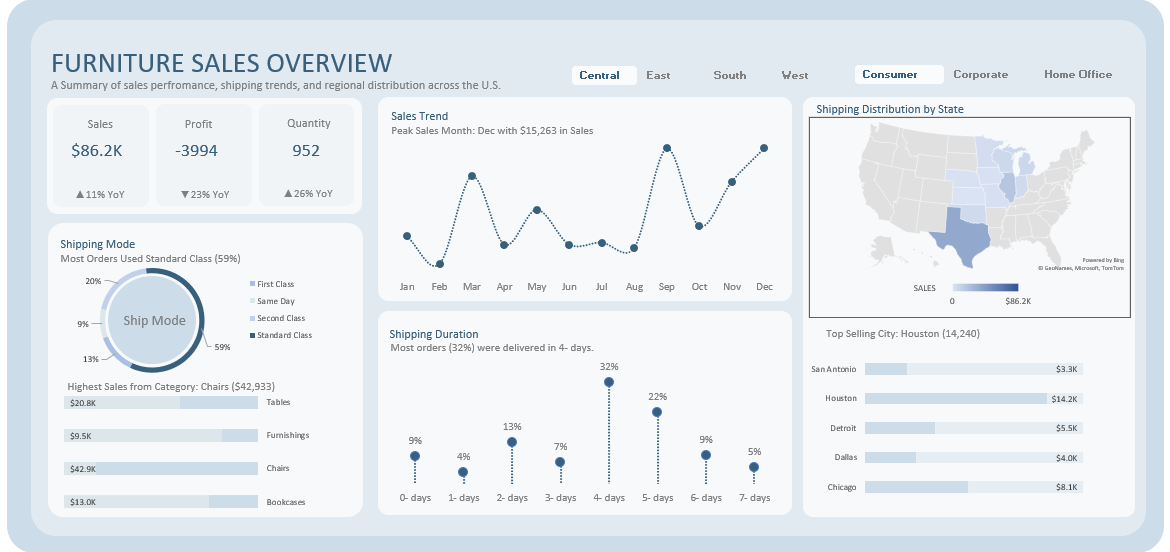 FURNITURE SALES OVERVIEW
A Summary of sales perfromance, shipping trends, and regional distribution across the U.S.
Central East South West
Consumer Corporate Home Office
Sales
$86.2K
▲11% YoY
Profit
-3994
▼23% YoY
Quantity
952
▲26% YoY
Shipping Mode
Most Orders Used Standard Class (59%)
20%
9%
13%
59%
Ship Mode
First Class
Same Day
Second Class
Standard Class
Highest Sales from Category: Chairs ($42,933)
$20.8K Tables
$9.5K Furnishings
$42.9K Chairs
$13.0K Bookcases
Sales Trend
Peak Sales Month: Dec with $15,263 in Sales
Jan Feb Mar Apr May Jun Jul Aug Sep Oct Nov Dec
Shipping Duration
Most orders (32%) were delivered in 4- days.
9% 4% 13% 7% 32% 22% 9% 5%
0- days 1- days 2- days 3- days 4- days 5- days 6- days 7- days
Shipping Distribution by State
Powered by Bing
© GeoNames, Microsoft, TomTom
SALES
0 $86.2K
Top Selling City: Houston (14,240)
San Antonio $3.3K
Houston $14.2K
Detroit $5.5K
Dallas $4.0K
Chicago $8.1K